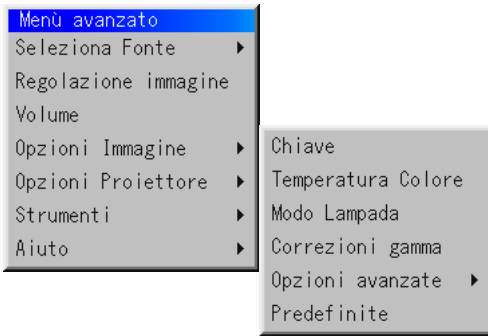 Menù avanzato
Seleziona Fonte
Regolazione immagine
Volume
Opzioni Immagine
Opzioni Proiettore
Strumenti
Aiuto
Chiave
Temperatura Colore
Modo Lampada
Correzioni gamma
Opzioni avanzate
Predefinite